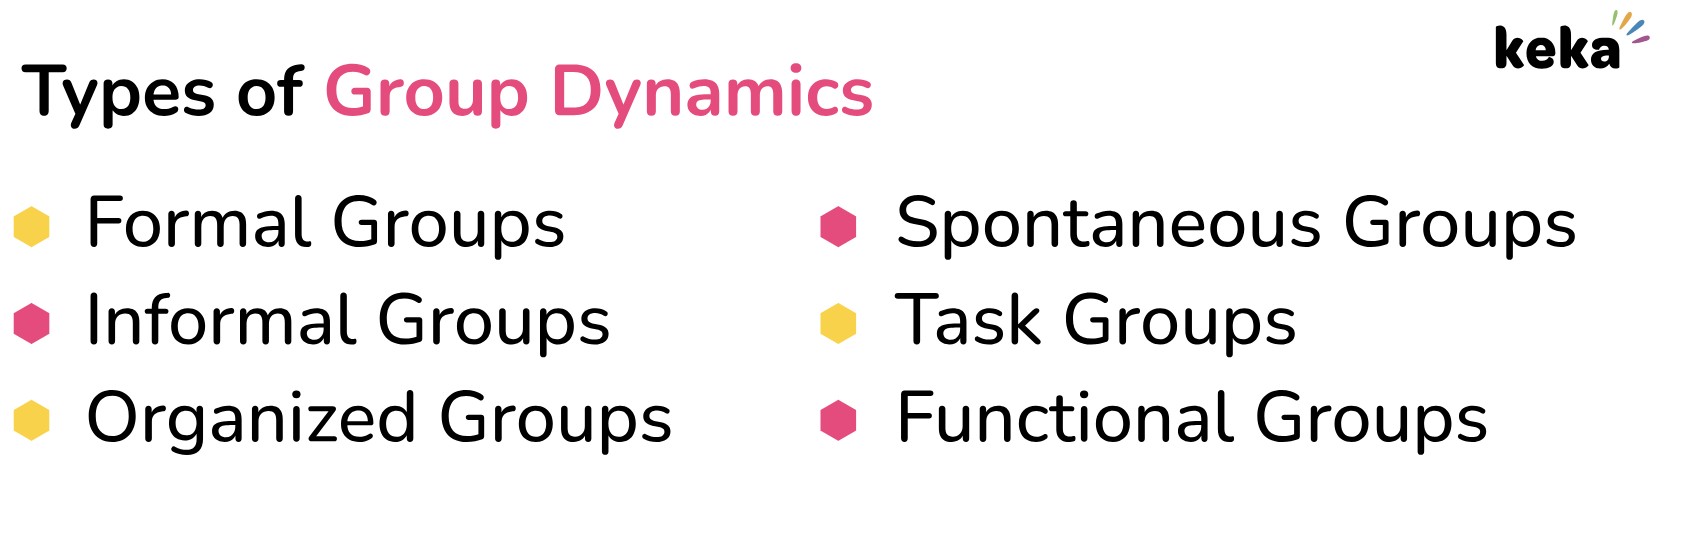 keka
Types of Group Dynamics
Formal Groups
Informal Groups
Organized Groups
Spontaneous Groups
Task Groups
Functional Groups